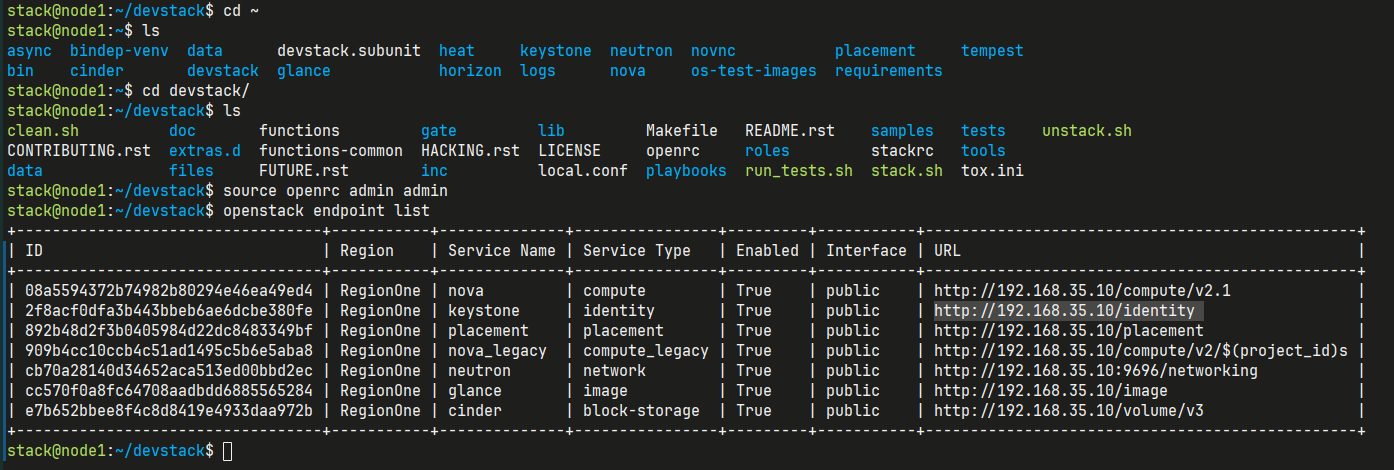 stack@node1:~/devstack$ cd ~
stack@node1:~$ ls
async  bindep-venv  data      devstack.subunit  heat     keystone  neutron  novnc           placement     tempest
bin    cinder       devstack  glance            horizon  logs      nova     os-test-images  requirements
stack@node1:~$ cd devstack/
stack@node1:~/devstack$ ls
clean.sh          doc       functions         gate         lib         Makefile   README.rst    samples   tests    unstack.sh
CONTRIBUTING.rst  extras.d  functions-common  HACKING.rst  LICENSE     openrc     roles         stackrc   tools
data              files     FUTURE.rst        inc          local.conf  playbooks  run_tests.sh  stack.sh  tox.ini
stack@node1:~/devstack$ source openrc admin admin
stack@node1:~/devstack$ openstack endpoint list
+----------------------------------+-----------+--------------+----------------+---------+-----------+------------------------------------------------+
| ID                               | Region    | Service Name | Service Type   | Enabled | Interface | URL                                            |
+----------------------------------+-----------+--------------+----------------+---------+-----------+------------------------------------------------+
| 08a5594372b74982b80294e46ea49ed4 | RegionOne | nova         | compute        | True    | public    | http://192.168.35.10/compute/v2.1              |
| 2f8acf0dfa3b443bbeb6ae6dcbe380fe | RegionOne | keystone     | identity       | True    | public    | http://192.168.35.10/identity                  |
| 892b48d2f3b0405984d22dc8483349bf | RegionOne | placement    | placement      | True    | public    | http://192.168.35.10/placement                 |
| 909b4cc10ccb4c51ad1495c5b6e5aba8 | RegionOne | nova_legacy  | compute_legacy | True    | public    | http://192.168.35.10/compute/v2/$(project_id)s |
| cb70a28140d34652aca513ed00bbd2ec | RegionOne | neutron      | network        | True    | public    | http://192.168.35.10:9696/networking           |
| cc570f0a8fc64708aadbdd6885565284 | RegionOne | glance       | image          | True    | public    | http://192.168.35.10/image                     |
| e7b652bbee8f4c8d8419e4933daa972b | RegionOne | cinder       | block-storage  | True    | public    | http://192.168.35.10/volume/v3                 |
+----------------------------------+-----------+--------------+----------------+---------+-----------+------------------------------------------------+
stack@node1:~/devstack$